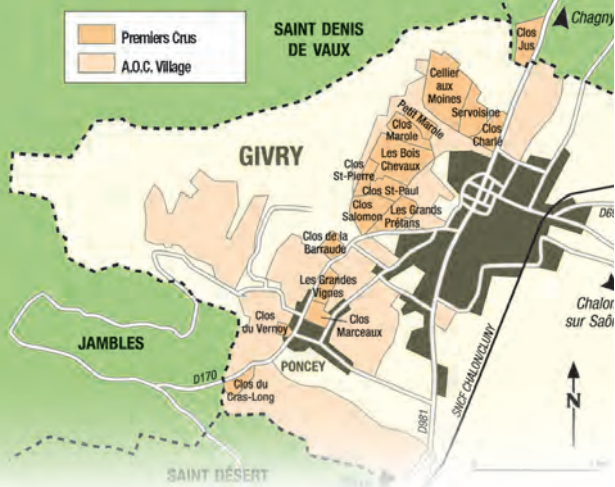 Premiers Crus
A.O.C. Village
SAINT DENIS
DE VAUX
Clos
Jus
Chagny
Cellier
aux
Moines
Servoisine
Clos
Charlé
Petit Marole
Clos
Marole
Les Bois
Chevaux
GIVRY
Clos
St-Pierre
Clos St-Paul
Clos
Salomon
Les Grands
Prétans
Clos de la
Barraude
Les Grandes
Vignes
Clos
Marceaux
Clos
du Vernoy
Chalon
sur Saô
JAMBLES
PONCEY
D170
Clos du
Cras-Long
D981
SNCF CHALON/CLUNY
N
SAINT DÉSERT